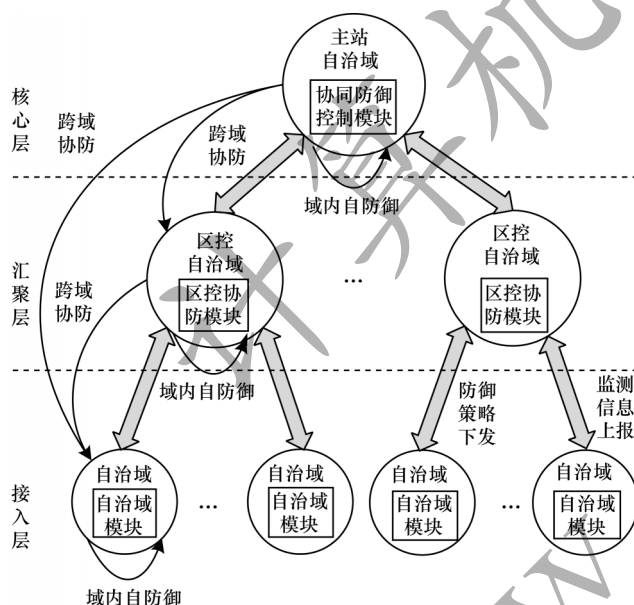 主站
自治域
协同防御
控制模块
核
心
层
跨域
协防
跨域
协防
域内自防御
区控
自治域
区控协
防模块
...
区控
自治域
区控协
防模块
汇
聚
层
跨域
协防
域内自防御
防御
策略
下发
监测
信息
上报
接
入
层
自治域
自治域
模块
...
自治域
自治域
模块
自治域
自治域
模块
...
自治域
自治域
模块
域内自防御
计算机
W